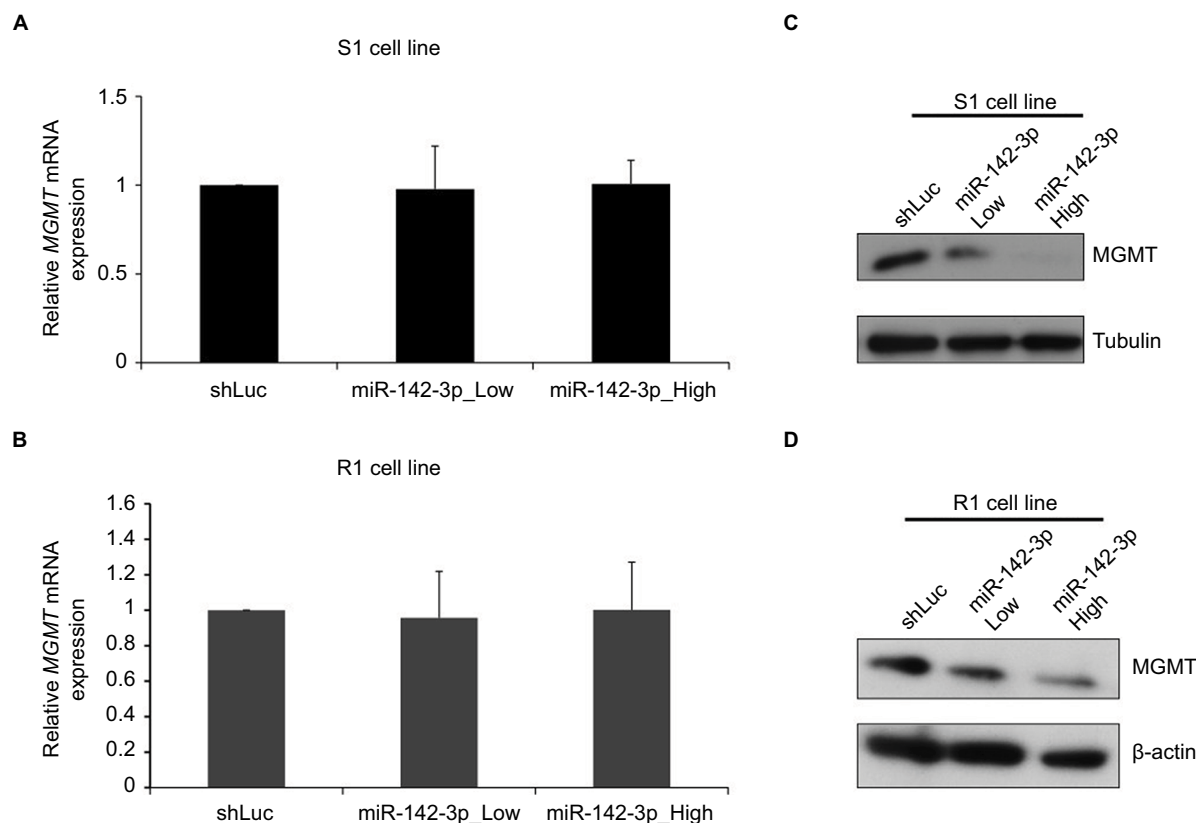 A
S1 cell line
Relative MGMT mRNA
expression
1.5
1
0.5
0
shLuc
miR-142-3p_Low
miR-142-3p_High
B
R1 cell line
Relative MGMT mRNA
expression
1.6
1.4
1.2
1
0.8
0.6
0.4
0.2
0
shLuc
miR-142-3p_Low
miR-142-3p_High
C
S1 cell line
shLuc
miR-142-3p
Low
miR-142-3p
High
MGMT
Tubulin
D
R1 cell line
shLuc
miR-142-3p
Low
miR-142-3p
High
MGMT
β-actin